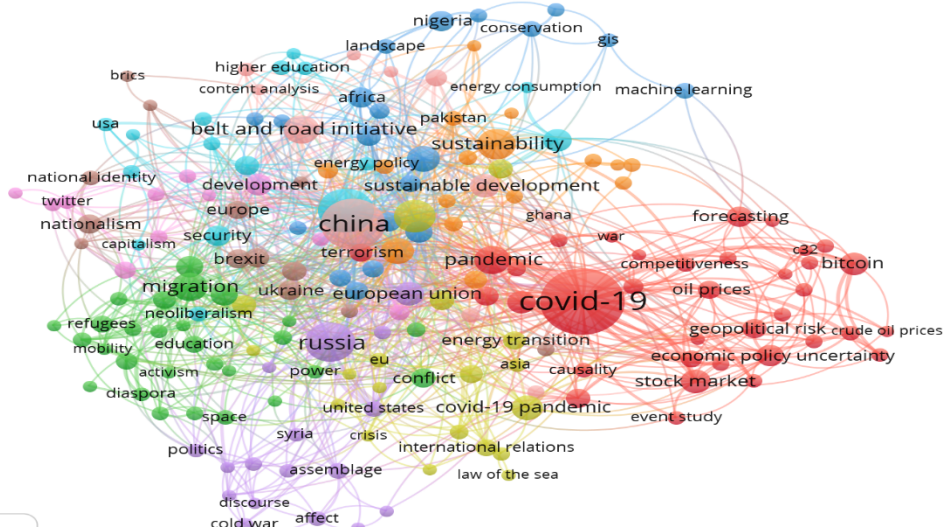 nigeria
conservation
landscape
gis
higher education
brics
content analysis
energy consumption
machine learning
africa
usa
belt and road initiative
pakistan
sustainability
energy policy
national identity
development
sustainable development
twitter
europe
ghana
forecasting
nationalism
china
capitalism
security
war
c32
terrorism
brexit
pandemic
competitiveness
bitcoin
migration
ukraine
european union
covid-19
oil prices
neoliberalism
refugees
geopolitical risk
crude oil prices
education
russia
energy transition
mobility
eu
asia
economic policy uncertainty
activism
power
conflict
causality
stock market
diaspora
space
united states
covid-19 pandemic
event study
syria
crisis
politics
international relations
assemblage
law of the sea
discourse
cold war
affect